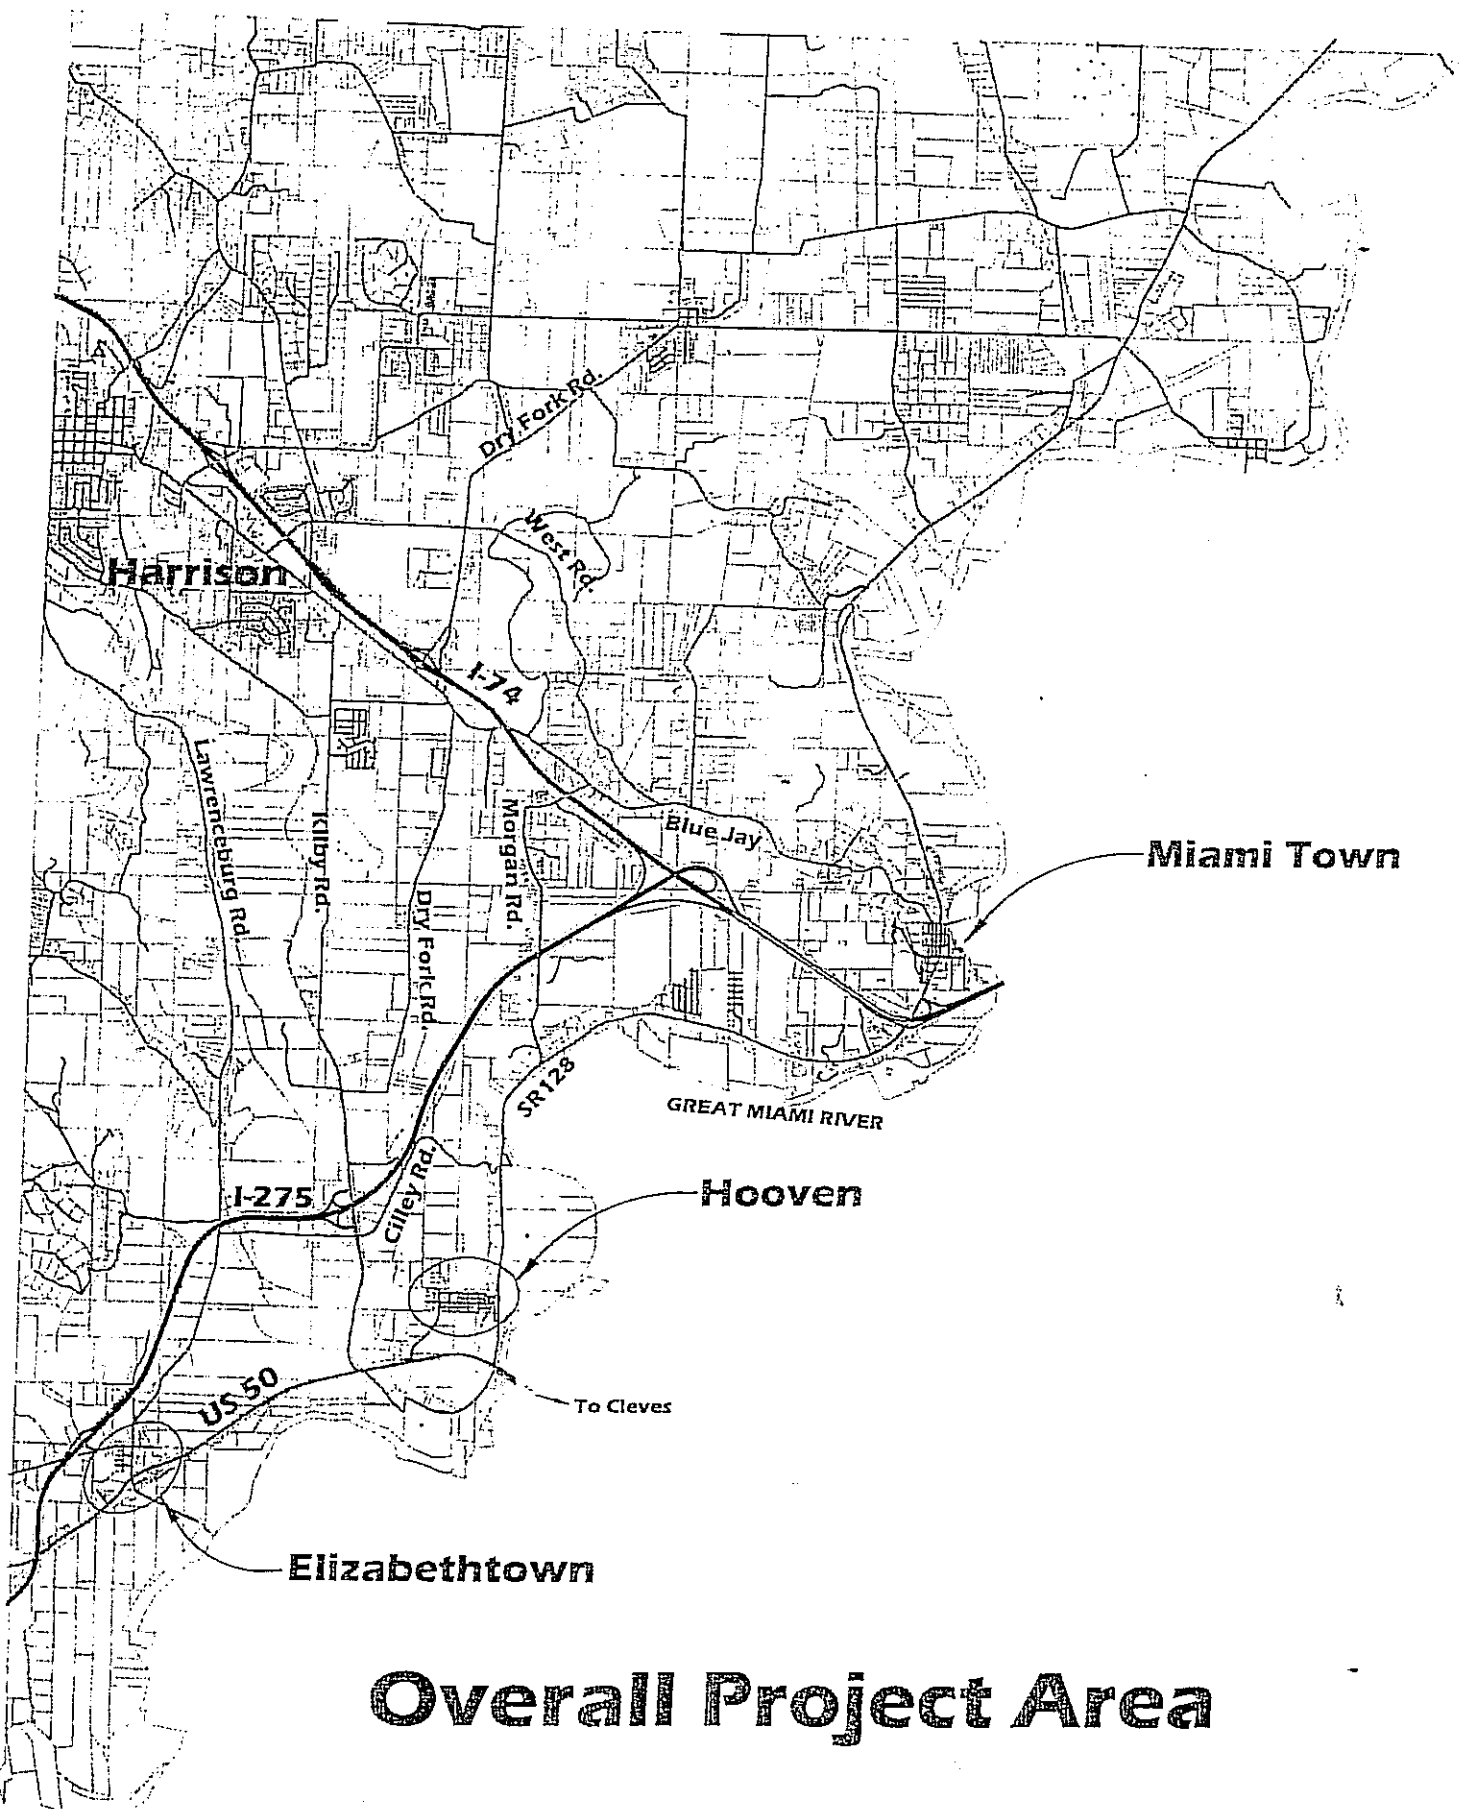 Dry Fork Rd.
West Rd.
Harrison
I-74
Lawrenceburg Rd.
Kilby Rd.
Morgan Rd.
Blue Jay
Miami Town
Dry Fork Rd.
SR128
GREAT MIAMI RIVER
Cilley Rd.
I-275
Hooven
US 50
To Cleves
Elizabethtown
Overall Project Area